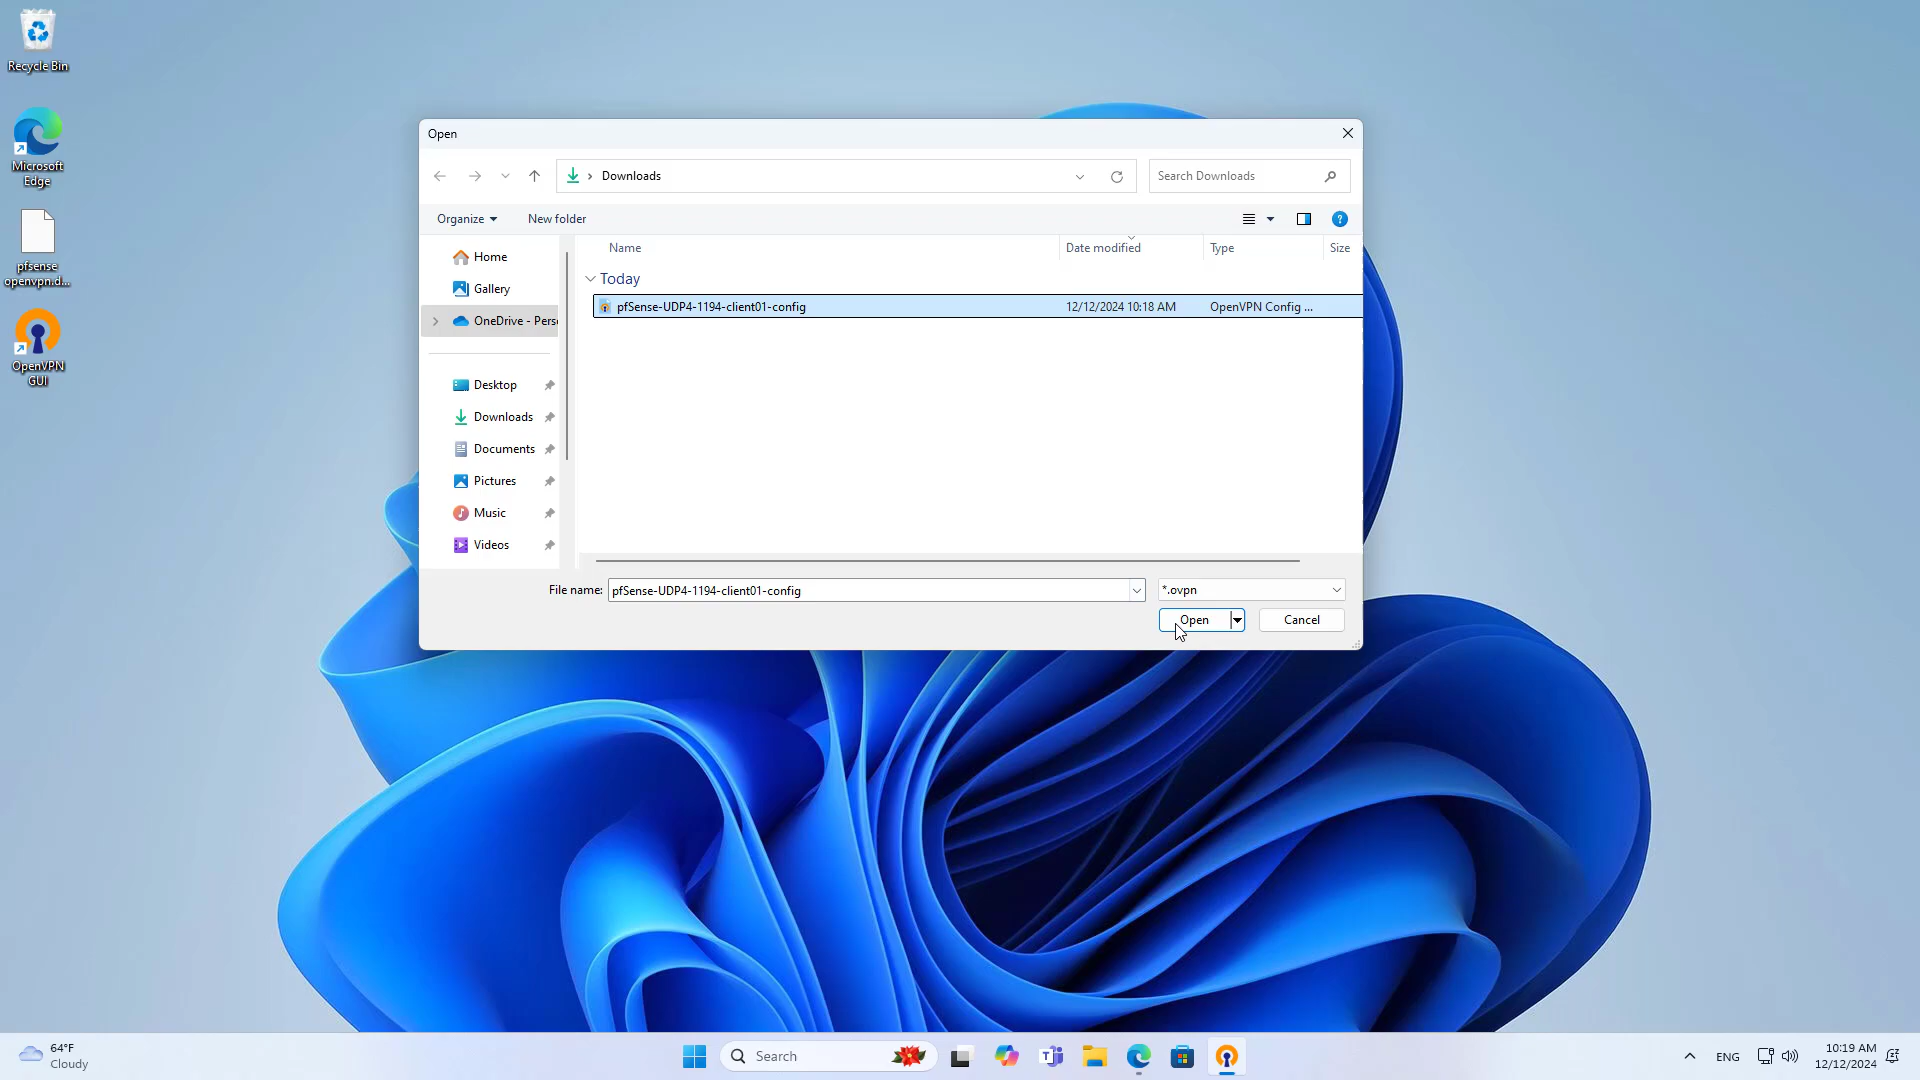 Recycle Bin
Microsoft
Edge
pfsense
openvpn.d...
OpenVPN
GUI
Open
Downloads
Search Downloads
Organize
New folder
Name
Date modified
Type
Size
Home
Gallery
OneDrive - Perso
Desktop
Downloads
Documents
Pictures
Music
Videos
Today
pfSense-UDP4-1194-client01-config
12/12/2024 10:18 AM
OpenVPN Config ...
File name:
pfSense-UDP4-1194-client01-config
*.ovpn
Open
Cancel
64°F
Cloudy
Search
ENG
10:19 AM
12/12/2024